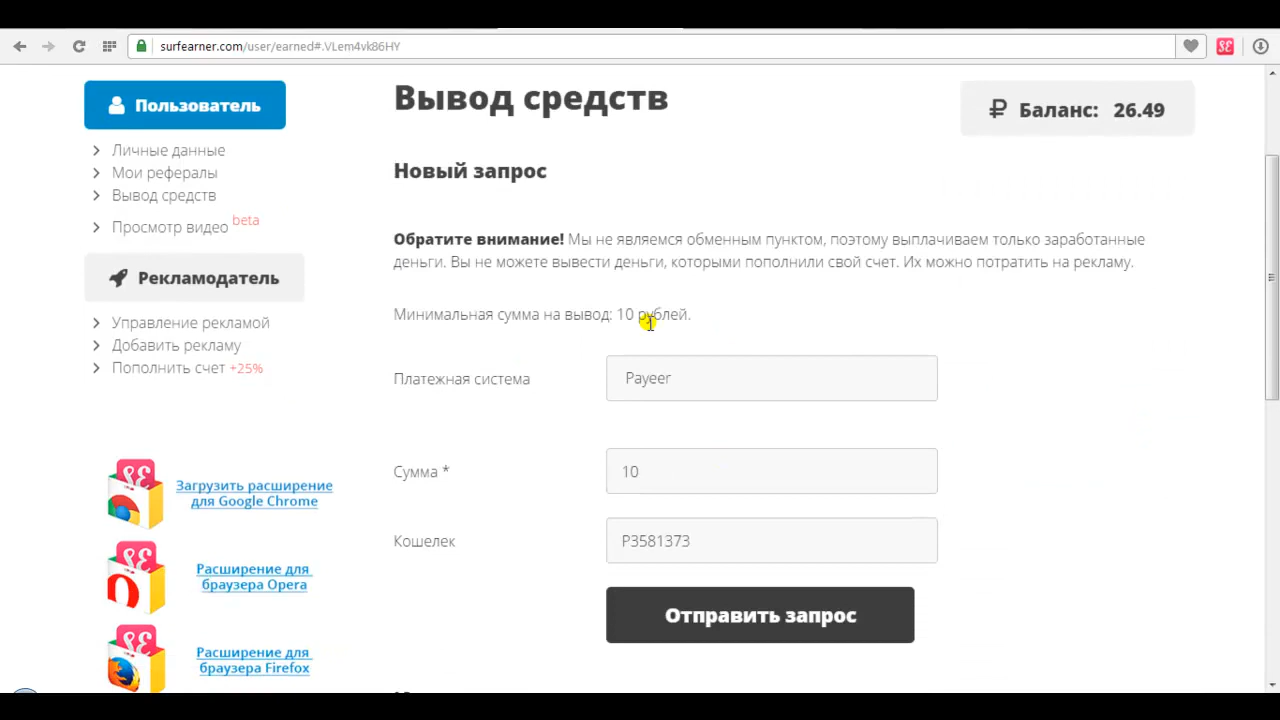 surfearner.com/user/earned#.VLem4vk86HY
Пользователь
Личные данные
Мои рефералы
Вывод средств
Просмотр видео beta
Рекламодатель
Управление рекламой
Добавить рекламу
Пополнить счет +25%
Загрузить расширение
для Google Chrome
Расширение для
браузера Opera
Расширение для
браузера Firefox
Вывод средств
Баланс: 26.49
Новый запрос
Обратите внимание! Мы не являемся обменным пунктом, поэтому выплачиваем только заработанные
деньги. Вы не можете вывести деньги, которыми пополнили свой счет. Их можно потратить на рекламу.
Минимальная сумма на вывод: 10 рублей.
Платежная система
Payeer
Сумма *
10
Кошелек
P3581373
Отправить запрос